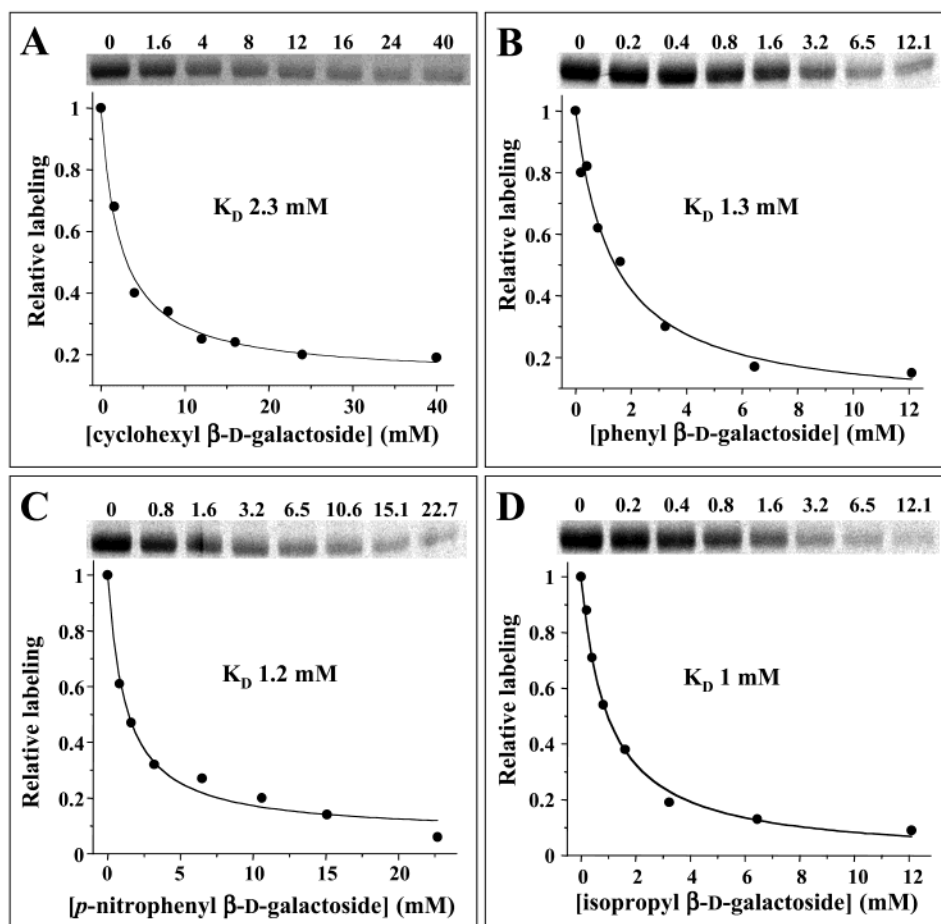 A
0 1.6 4 8 12 16 24 40
1
0.8
0.6
0.4
0.2
Relative labeling
K_D 2.3 mM
0 10 20 30 40
[cyclohexyl β-D-galactoside] (mM)
B
0 0.2 0.4 0.8 1.6 3.2 6.5 12.1
1
0.8
0.6
0.4
0.2
0
Relative labeling
K_D 1.3 mM
0 2 4 6 8 10 12
[phenyl β-D-galactoside] (mM)
C
0 0.8 1.6 3.2 6.5 10.6 15.1 22.7
1
0.8
0.6
0.4
0.2
0
Relative labeling
K_D 1.2 mM
0 5 10 15 20
[p-nitrophenyl β-D-galactoside] (mM)
D
0 0.2 0.4 0.8 1.6 3.2 6.5 12.1
1
0.8
0.6
0.4
0.2
0
Relative labeling
K_D 1 mM
0 2 4 6 8 10 12
[isopropyl β-D-galactoside] (mM)